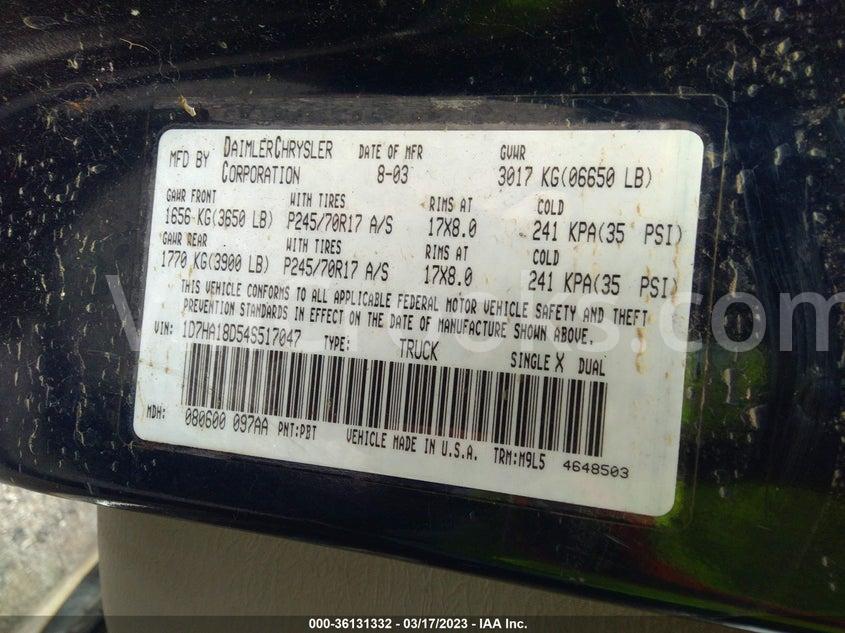 MFD BY DAIMLERCHRYSLER CORPORATION DATE OF MFR 8-03 GVWR 3017 KG(06650 LB)
GAWR FRONT WITH TIRES RIMS AT COLD
1656 KG(3650 LB) P245/70R17 A/S 17X8.0 241 KPA(35 PSI)
GAWR REAR WITH TIRES RIMS AT COLD
1770 KG(3900 LB) P245/70R17 A/S 17X8.0 241 KPA(35 PSI)
THIS VEHICLE CONFORMS TO ALL APPLICABLE FEDERAL MOTOR VEHICLE SAFETY AND THEFT
PREVENTION STANDARDS IN EFFECT ON THE DATE OF MANUFACTURE SHOWN ABOVE.
VIN: 1D7HA18D54S517047 TYPE: TRUCK SINGLE X DUAL
MDH: 080600 097AA PNT:PBT VEHICLE MADE IN U.S.A. TRM:M9L5 4648503
000-36131332 / 03/17/2023 - IAA Inc.